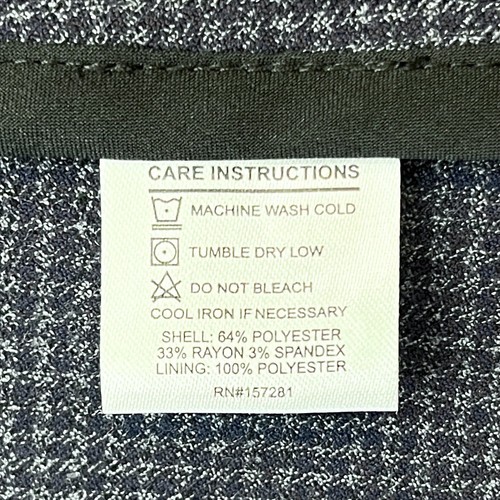 CARE INSTRUCTIONS
MACHINE WASH COLD
TUMBLE DRY LOW
DO NOT BLEACH
COOL IRON IF NECESSARY
SHELL: 64% POLYESTER
33% RAYON 3% SPANDEX
LINING: 100% POLYESTER
RN#157281